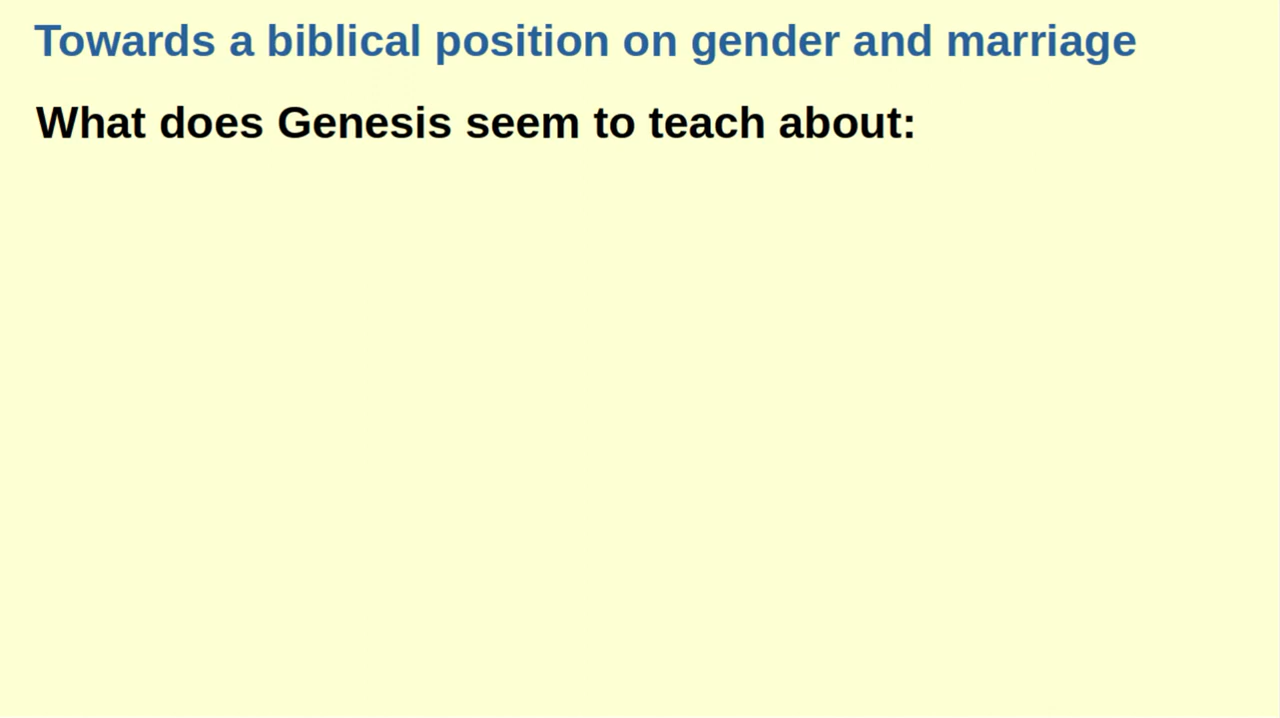 Towards a biblical position on gender and marriage
What does Genesis seem to teach about: